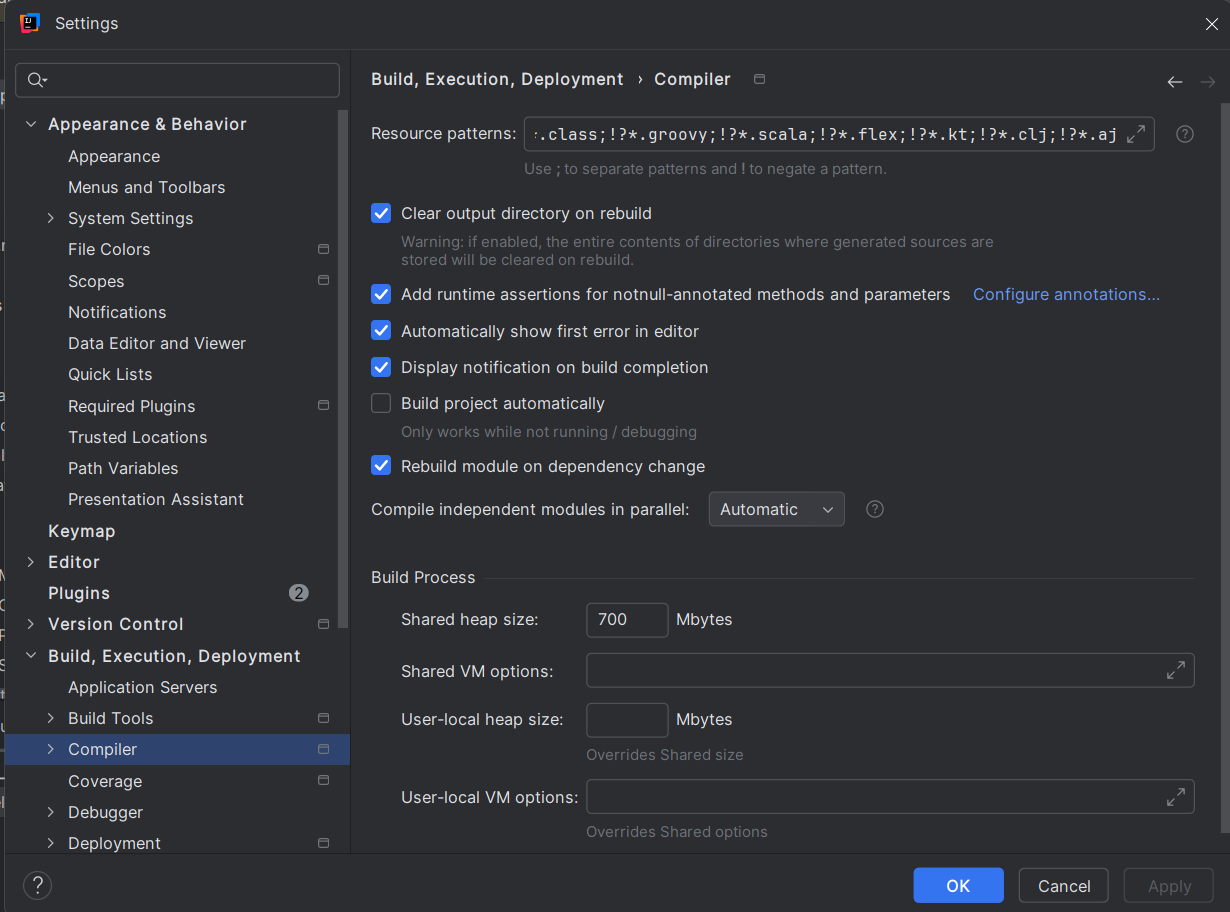 Settings
Appearance & Behavior
Appearance
Menus and Toolbars
System Settings
File Colors
Scopes
Notifications
Data Editor and Viewer
Quick Lists
Required Plugins
Trusted Locations
Path Variables
Presentation Assistant
Keymap
Editor
Plugins 2
Version Control
Build, Execution, Deployment
Application Servers
Build Tools
Compiler
Coverage
Debugger
Deployment
Build, Execution, Deployment › Compiler
Resource patterns: .class;!?*.groovy;!?*.scala;!?*.flex;!?*.kt;!?*.clj;!?*.aj
Use ; to separate patterns and ! to negate a pattern.
Clear output directory on rebuild
Warning: if enabled, the entire contents of directories where generated sources are
stored will be cleared on rebuild.
Add runtime assertions for notnull-annotated methods and parameters Configure annotations...
Automatically show first error in editor
Display notification on build completion
Build project automatically
Only works while not running / debugging
Rebuild module on dependency change
Compile independent modules in parallel: Automatic
Build Process
Shared heap size: 700 Mbytes
Shared VM options:
User-local heap size: Mbytes
Overrides Shared size
User-local VM options:
Overrides Shared options
OK Cancel Apply